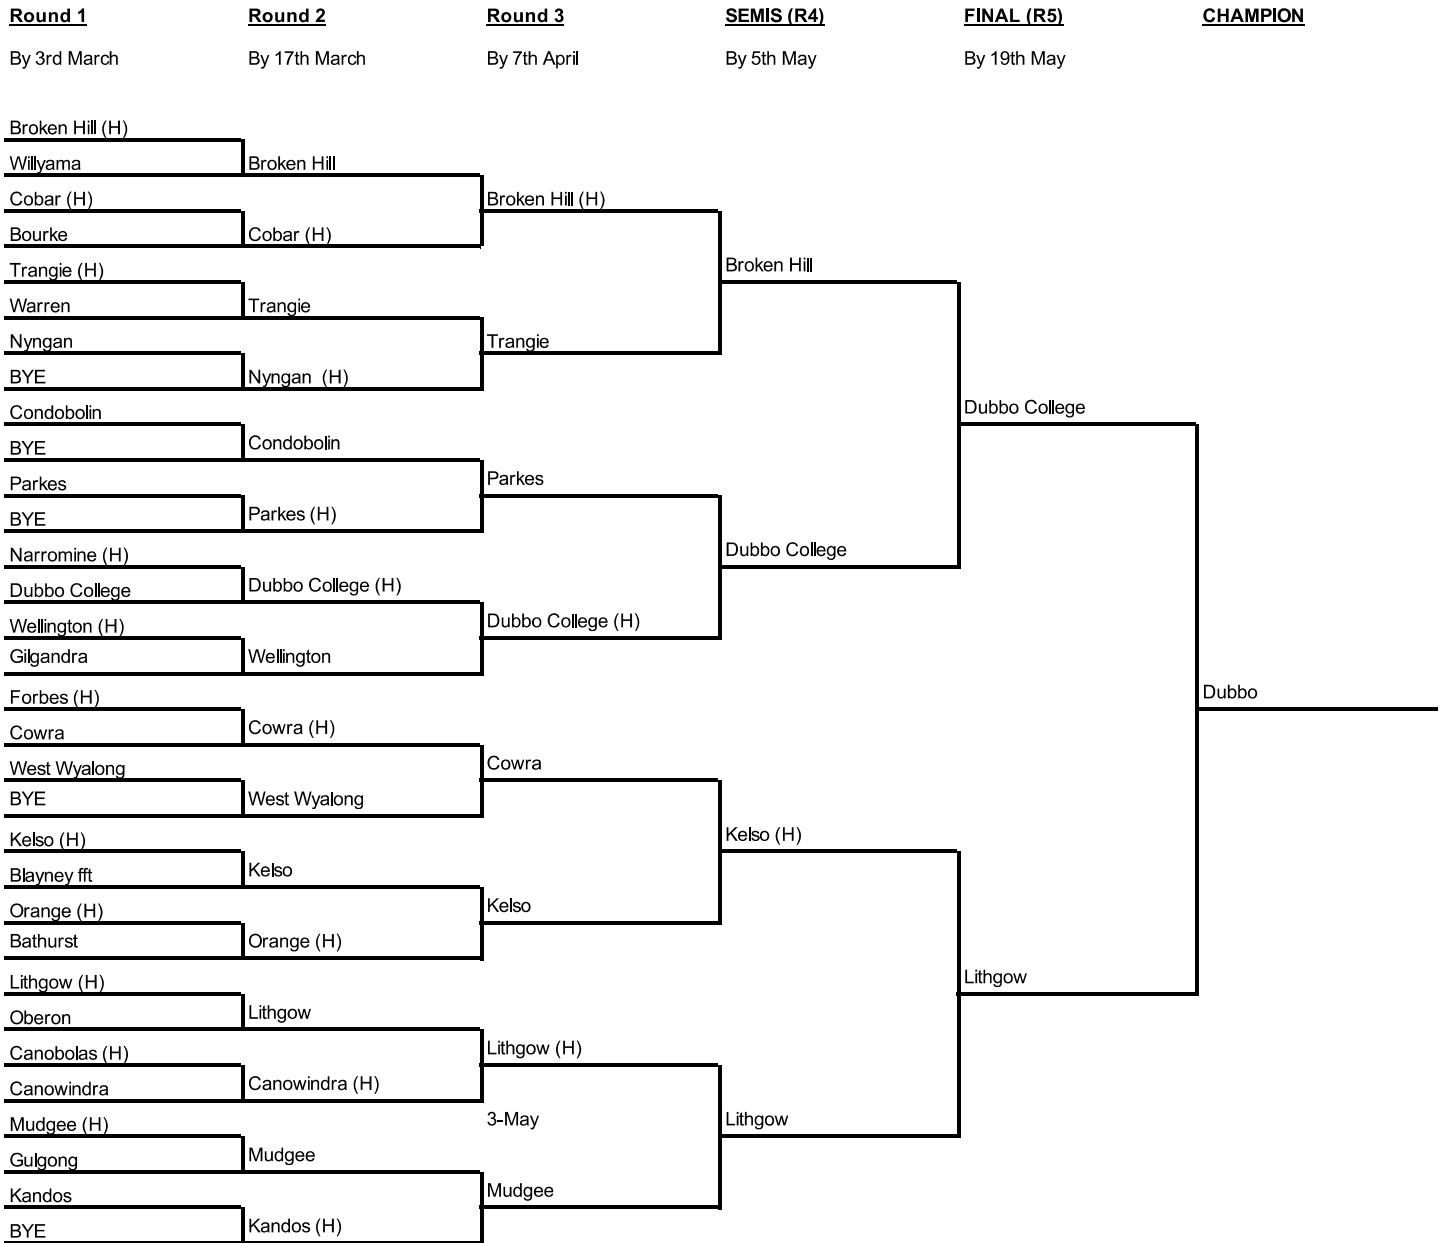 Round 1 Round 2 Round 3 SEMIS (R4) FINAL (R5) CHAMPION
By 3rd March By 17th March By 7th April By 5th May By 19th May
Broken Hill (H)
Willyama Broken Hill
Cobar (H) Broken Hill (H)
Bourke Cobar (H)
Trangie (H) Broken Hill
Warren Trangie
Nyngan Trangie
BYE Nyngan (H)
Condobolin Dubbo College
BYE Condobolin
Parkes Parkes
BYE Parkes (H)
Narromine (H) Dubbo College
Dubbo College Dubbo College (H)
Wellington (H) Dubbo College (H)
Gilgandra Wellington
Forbes (H) Dubbo
Cowra Cowra (H)
West Wyalong Cowra
BYE West Wyalong
Kelso (H) Kelso (H)
Blayney fft Kelso
Orange (H) Kelso
Bathurst Orange (H)
Lithgow (H) Lithgow
Oberon Lithgow
Canobolas (H) Lithgow (H)
Canowindra Canowindra (H)
Mudgee (H) 3-May Lithgow
Gulgong Mudgee
Kandos Mudgee
BYE Kandos (H)